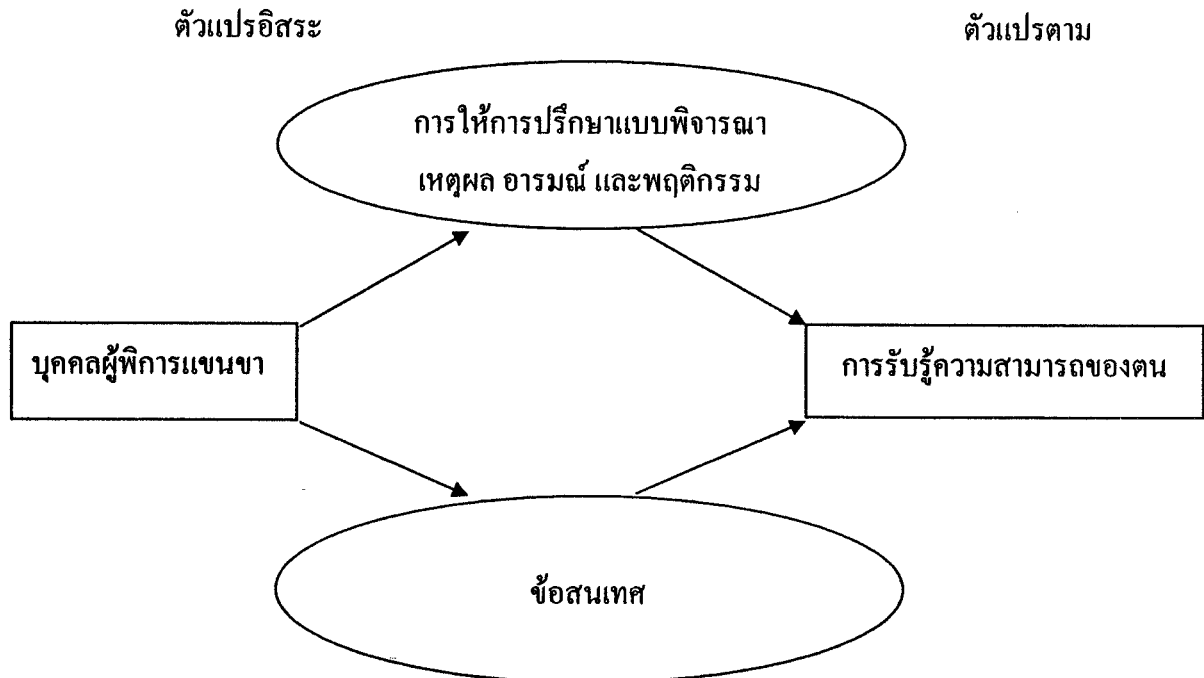 ตัวแปรอิสระ
ตัวแปรตาม
การให้การปรึกษาแบบพิจารณา
เหตุผล อารมณ์ และพฤติกรรม
บุคคลผู้พิการแขนขา
การรับรู้ความสามารถของตน
ข้อสนเทศ